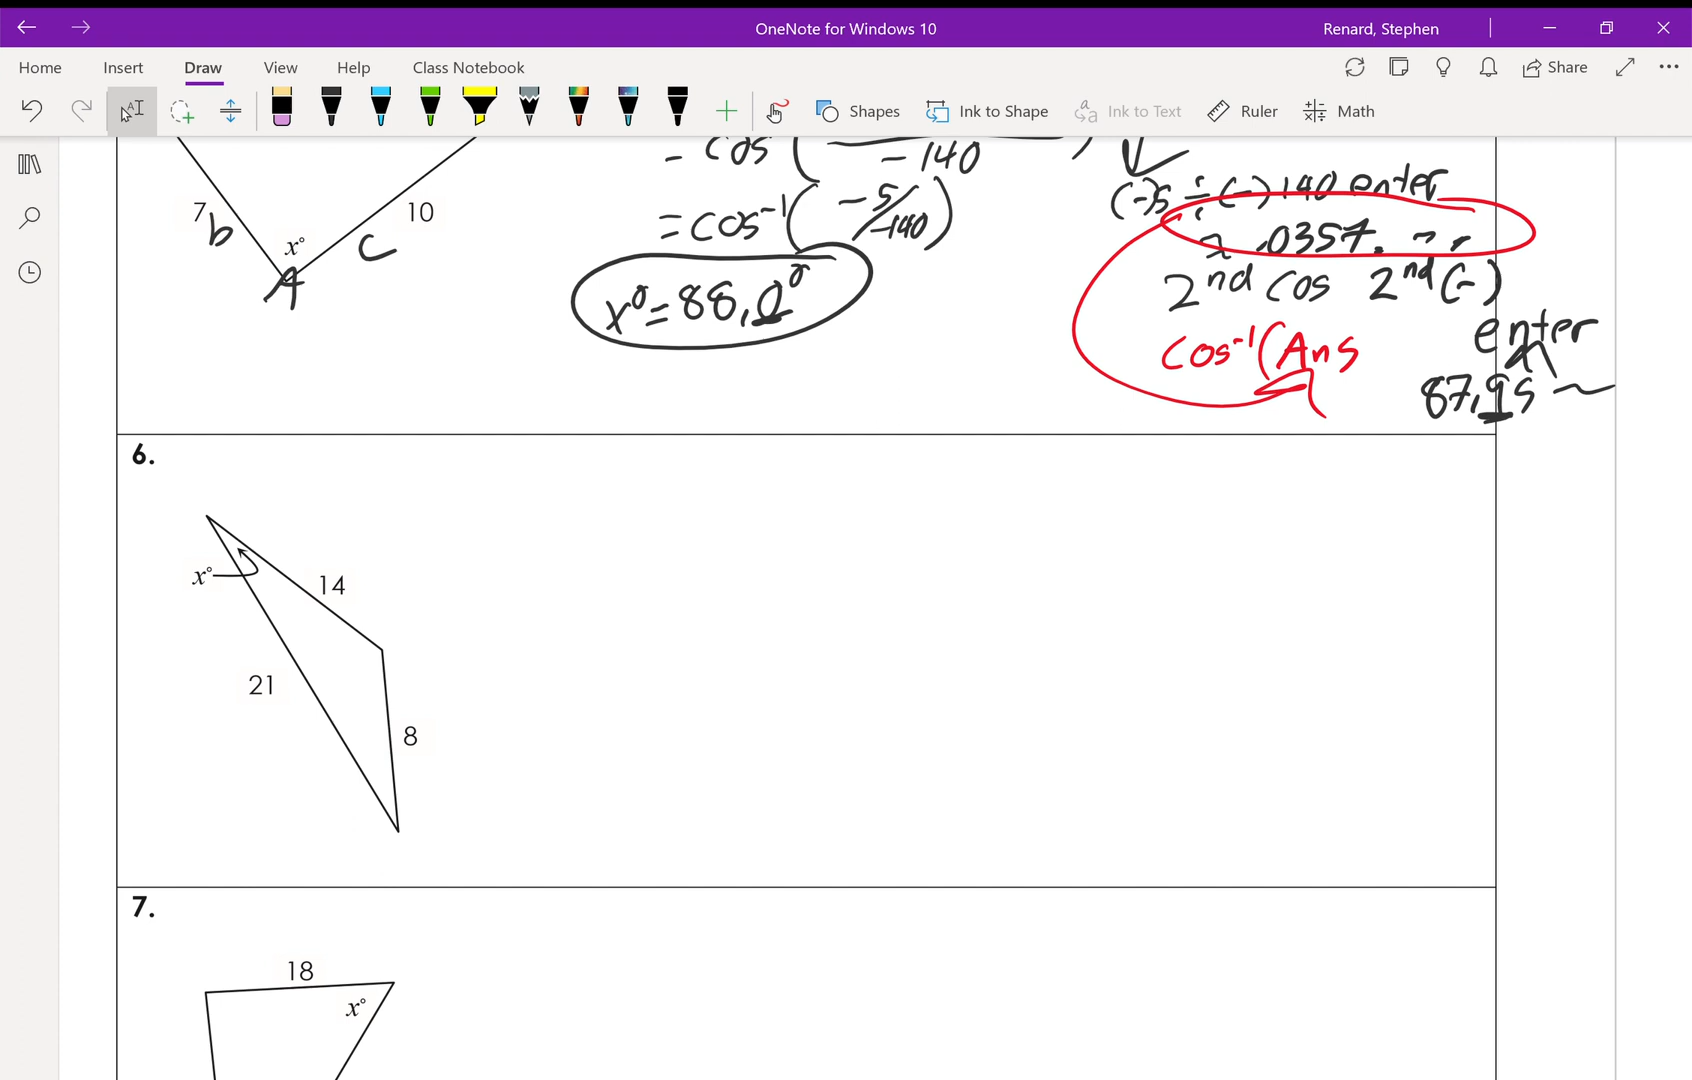 OneNote for Windows 10
Renard, Stephen
Home Insert Draw View Help Class Notebook
Share
Shapes Ink to Shape Ink to Text Ruler Math
= cos ( -140 )
(-)5 ÷ (-) 140 enter
7 b
x°
10
c
A
= cos⁻¹( -5/-140 )
.0357
x° = 88.0°
2nd cos 2nd (-)
enter
cos⁻¹(Ans
87.95
6.
x°
14
21
8
7.
18
x°